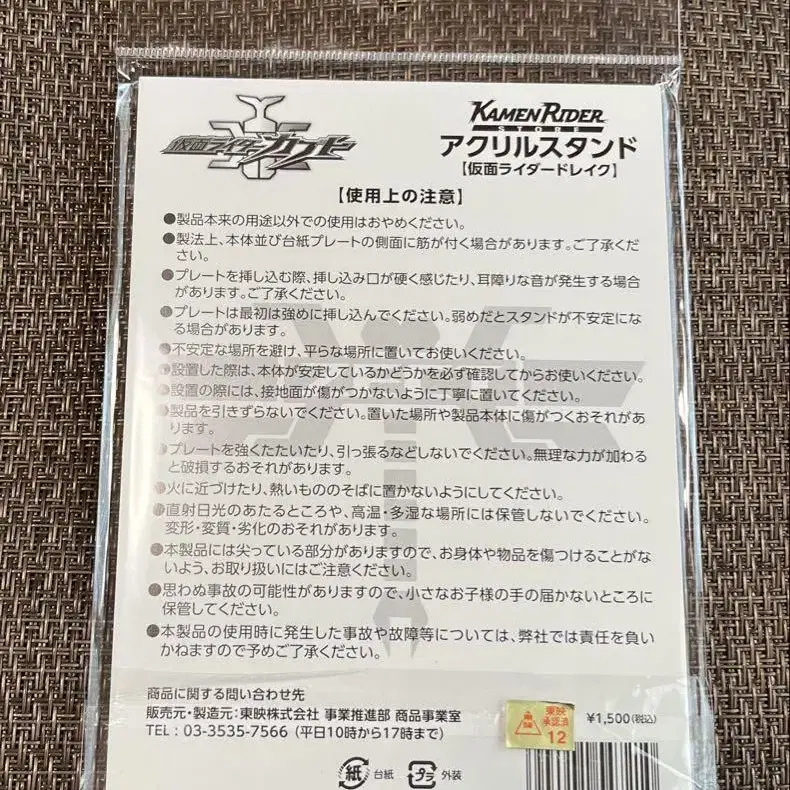 仮面ライダーカブト
KAMEN RIDER
STORE
アクリルスタンド
【仮面ライダードレイク】
【使用上の注意】
●製品本来の用途以外での使用はおやめください。
●製法上、本体並び台紙プレートの側面に筋が付く場合があります。ご了承くだ
さい。
●プレートを挿し込む際、挿し込み口が硬く感じたり、耳障りな音が発生する場合
があります。ご了承ください。
●プレートは最初は強めに挿し込んでください。弱めだとスタンドが不安定にな
る場合があります。
●不安定な場所を避け、平らな場所に置いてお使いください。
●設置した際は、本体が安定しているかどうかを必ず確認してからお使いください。
●設置の際には、接地面が傷がつかないように丁寧に置いてください。
●製品を引きずらないでください。置いた場所や製品本体に傷がつくおそれがあ
ります。
●プレートを強くたたいたり、引っ張るなどしないでください。無理な力が加わる
と破損するおそれがあります。
●火に近づけたり、熱いもののそばに置かないようにしてください。
●直射日光のあたるところや、高温・多湿な場所には保管しないでください。
変形・変質・劣化のおそれがあります。
●本製品には尖っている部分がありますので、お身体や物品を傷つけることがな
いよう、お取り扱いにはご注意ください。
●思わぬ事故の可能性がありますので、小さなお子様の手の届かないところに
保管してください。
●本製品の使用時に発生した事故や故障等については、弊社では責任を負い
かねますので予めご了承ください。
商品に関する問い合わせ先
販売元・製造元:東映株式会社 事業推進部 商品事業室
TEL:03-3535-7566(平日10時から17時まで)
東映
承認済
12
¥1,500(税込)
紙 台紙 プラ 外装